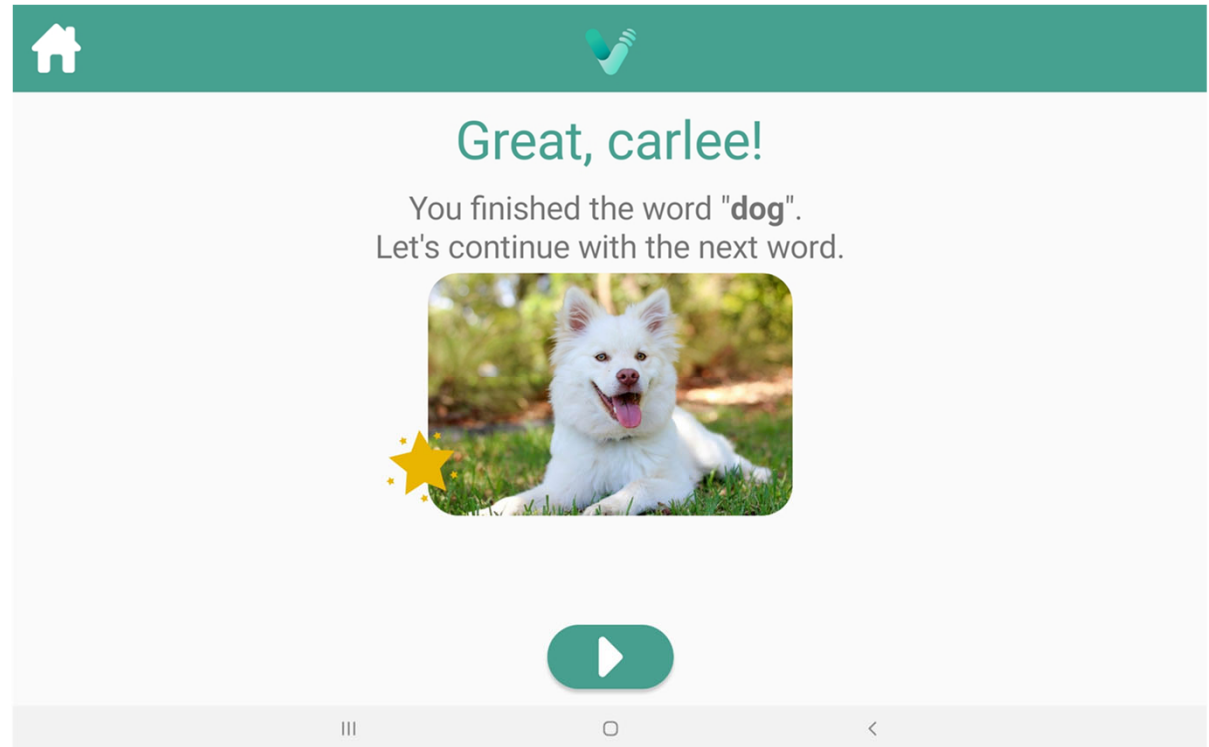 Great, carlee!
You finished the word "dog".
Let's continue with the next word.